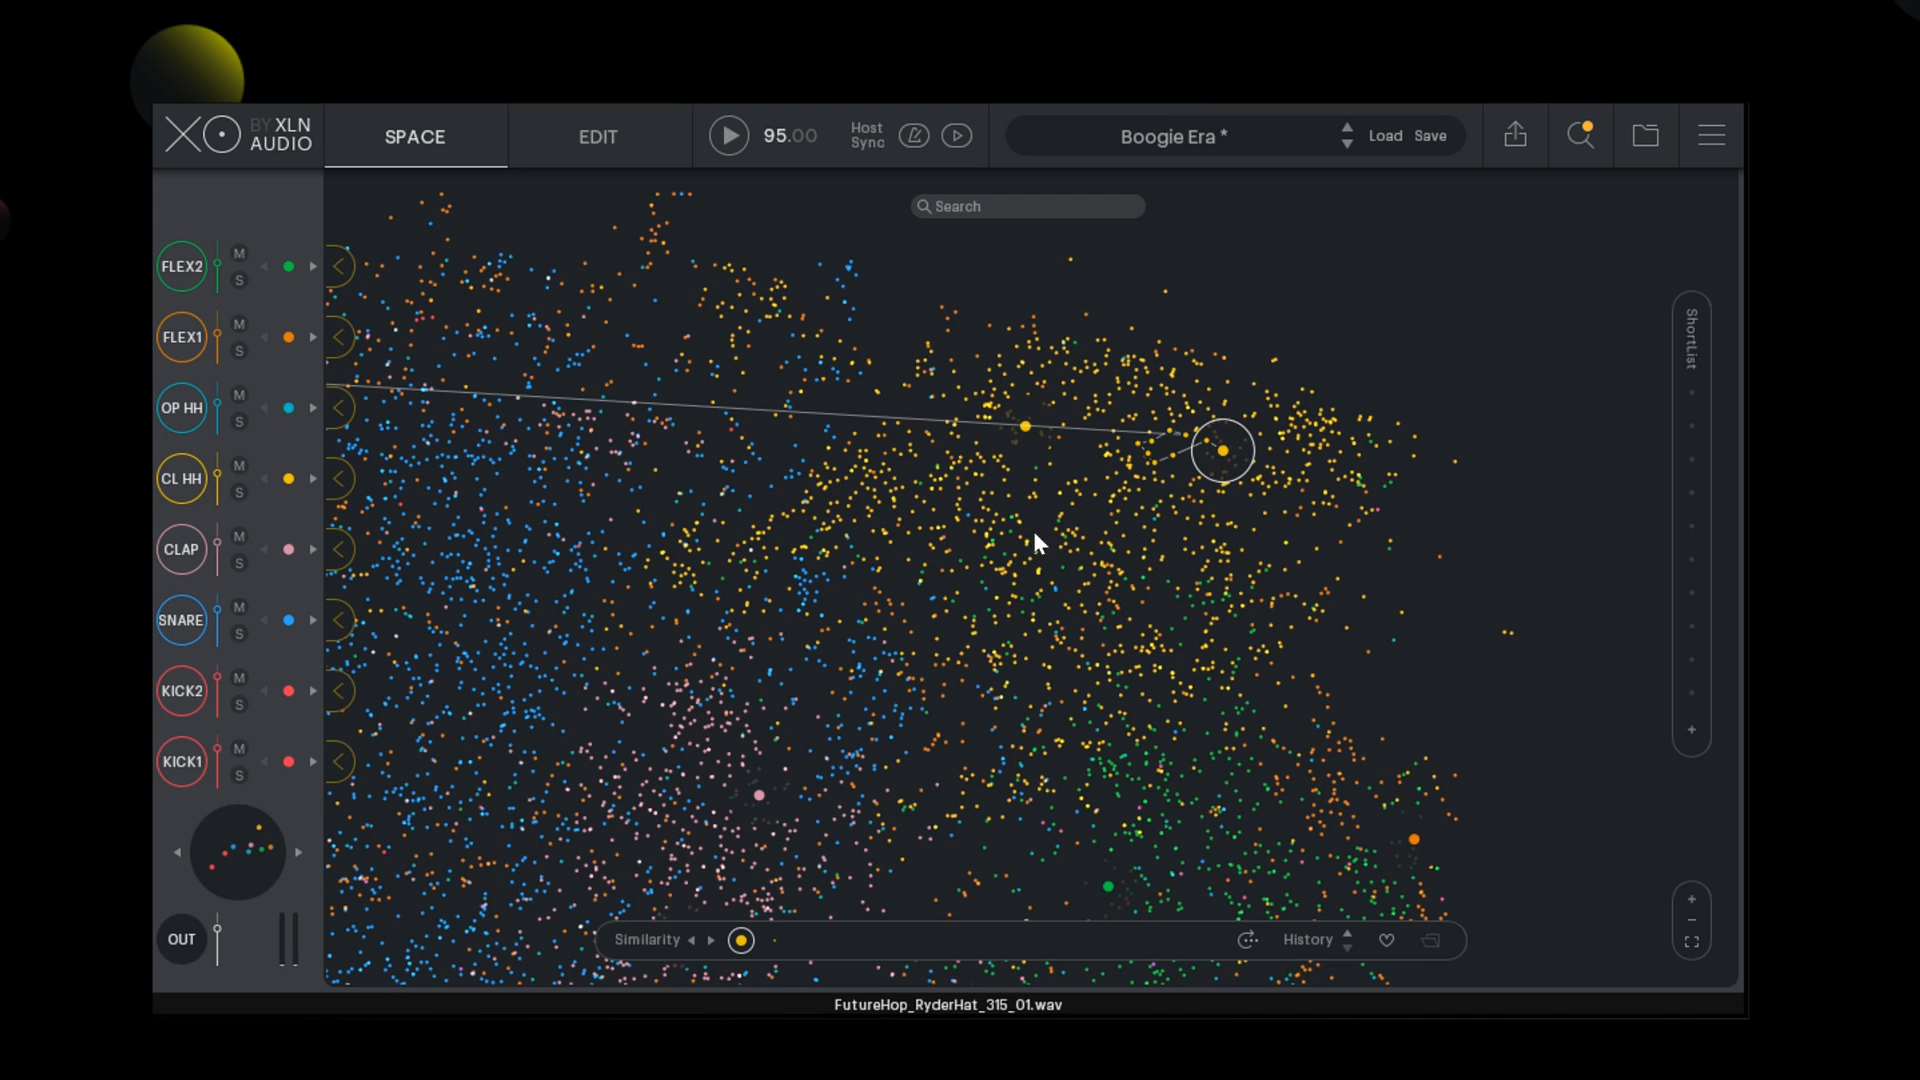 XO BY XLN AUDIO
SPACE
EDIT
95.00
Host Sync
Boogie Era *
Load
Save
Search
FLEX2
M
S
FLEX1
M
S
OP HH
M
S
CL HH
M
S
CLAP
M
S
SNARE
M
S
KICK2
M
S
KICK1
M
S
OUT
ShortList
Similarity
History
FutureHop_RyderHat_315_01.wav